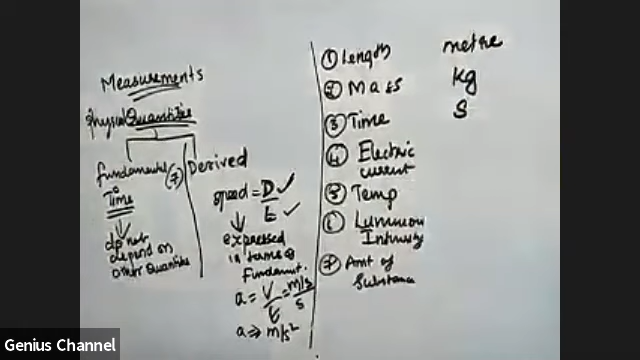 Measurements
Physical Quantities
Fundamental (7)
Time
do not
depend on
other Quantities
Derived
speed = D/t
expressed
in terms of
fundament.
a = V/t = m/s/s
a ⇒ m/s²
① Length metre
② Mass kg
③ Time S
④ Electric
current
⑤ Temp
Luminous
Intensity
⑦ Amt of
Substance
Genius Channel